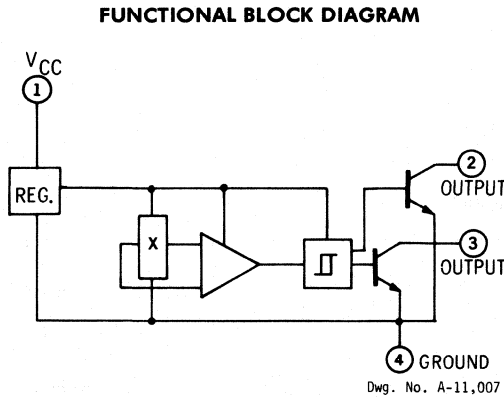 FUNCTIONAL BLOCK DIAGRAM
VCC
1
REG.
X
2
OUTPUT
3
OUTPUT
4 GROUND
Dwg. No. A-11,007